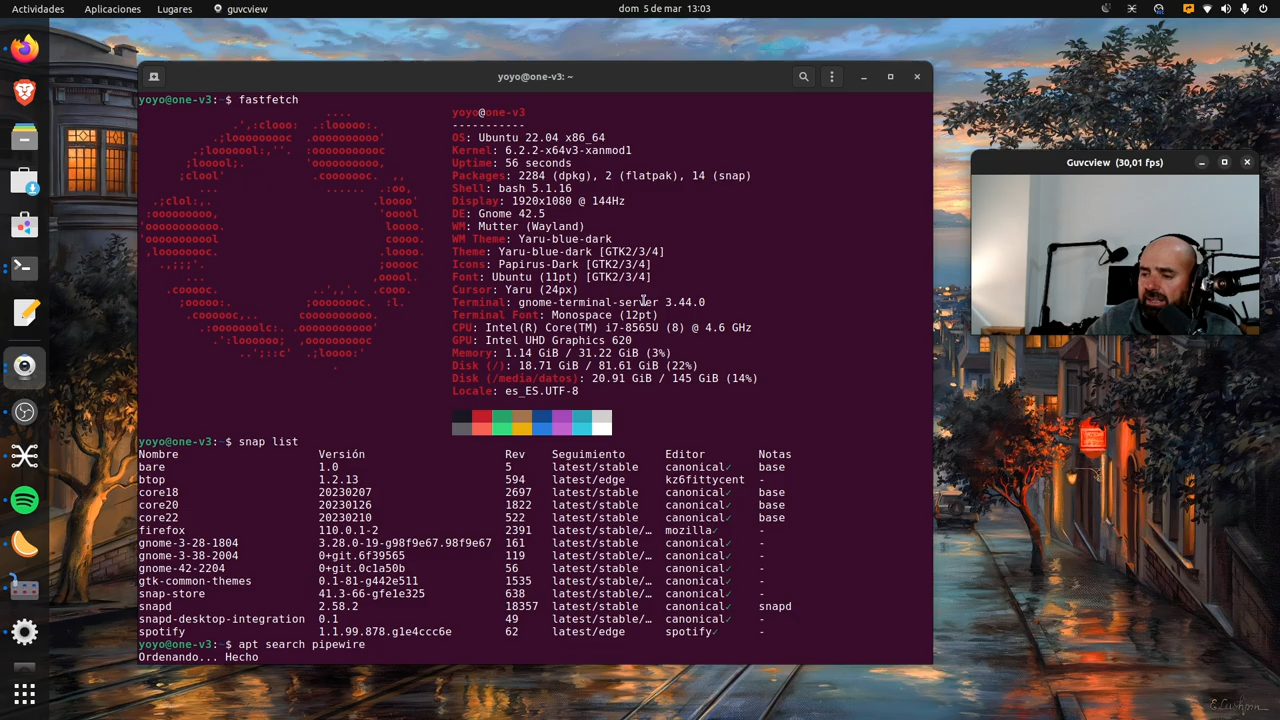 Actividades Aplicaciones Lugares guvcview dom 5 de mar 13:03
yoyo@one-v3: ~
yoyo@one-v3:~$ fastfetch
yoyo@one-v3
-----------
OS: Ubuntu 22.04 x86_64
Kernel: 6.2.2-x64v3-xanmod1
Uptime: 56 seconds
Packages: 2284 (dpkg), 2 (flatpak), 14 (snap)
Shell: bash 5.1.16
Display: 1920x1080 @ 144Hz
DE: Gnome 42.5
WM: Mutter (Wayland)
WM Theme: Yaru-blue-dark
Theme: Yaru-blue-dark [GTK2/3/4]
Icons: Papirus-Dark [GTK2/3/4]
Font: Ubuntu (11pt) [GTK2/3/4]
Cursor: Yaru (24px)
Terminal: gnome-terminal-server 3.44.0
Terminal Font: Monospace (12pt)
CPU: Intel(R) Core(TM) i7-8565U (8) @ 4.6 GHz
GPU: Intel UHD Graphics 620
Memory: 1.14 GiB / 31.22 GiB (3%)
Disk (/): 18.71 GiB / 81.61 GiB (22%)
Disk (/media/datos): 20.91 GiB / 145 GiB (14%)
Locale: es_ES.UTF-8
yoyo@one-v3:~$ snap list
Nombre Versión Rev Seguimiento Editor Notas
bare 1.0 5 latest/stable canonical✓ base
btop 1.2.13 594 latest/edge kz6fittycent -
core18 20230207 2697 latest/stable canonical✓ base
core20 20230126 1822 latest/stable canonical✓ base
core22 20230210 522 latest/stable canonical✓ base
firefox 110.0.1-2 2391 latest/stable/… mozilla✓ -
gnome-3-28-1804 3.28.0-19-g98f9e67.98f9e67 161 latest/stable canonical✓ -
gnome-3-38-2004 0+git.6f39565 119 latest/stable/… canonical✓ -
gnome-42-2204 0+git.0c1a50b 56 latest/stable/… canonical✓ -
gtk-common-themes 0.1-81-g442e511 1535 latest/stable/… canonical✓ -
snap-store 41.3-66-gfe1e325 638 latest/stable/… canonical✓ -
snapd 2.58.2 18357 latest/stable canonical✓ snapd
snapd-desktop-integration 0.1 49 latest/stable/… canonical✓ -
spotify 1.1.99.878.g1e4ccc6e 62 latest/edge spotify✓ -
yoyo@one-v3:~$ apt search pipewire
Ordenando... Hecho
Guvcview (30,01 fps)